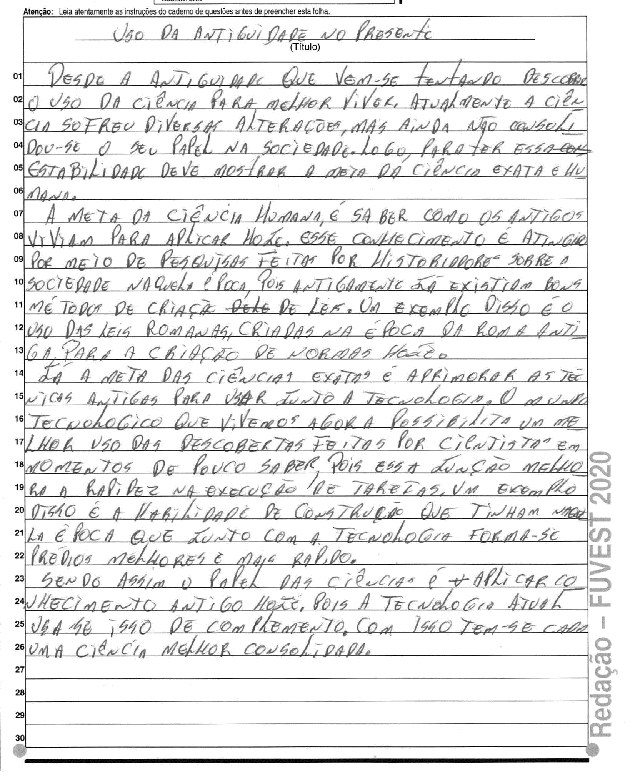 Atenção: Leia atentamente as instruções do caderno de questões antes de preencher esta folha.
USO DA ANTIGUIDADE NO PRESENTE
(Título)
01 DESDE A ANTIGUIDADE QUE VEM-SE TENTANDO DESCOBRIR
02 O USO DA CIÊNCIA PARA MELHOR VIVER. ATUALMENTE A CIÊN-
03 CIA SOFREU DIVERSAS ALTERAÇÕES, MAS AINDA NÃO CONSOLI
04 DOU-SE O SEU PAPEL NA SOCIEDADE. LOGO, PARA TER ESSA
05 ESTABILIDADE DEVE MOSTRAR A META DA CIÊNCIA EXATA E HU
06 MANA.
07 A META DA CIÊNCIA HUMANA, É SABER COMO OS ANTIGOS
08 VIVIAM PARA APLICAR HOJE. ESSE CONHECIMENTO É ATINGIDO
09 POR MEIO DE PESQUISAS FEITAS POR HISTORIADORES SOBRE A
10 SOCIEDADE NAQUELA ÉPOCA, POIS ANTIGAMENTE JÁ EXISTIAM BONS
11 MÉTODOS DE CRIAÇÃ DELE DE LEIS. UM EXEMPLO DISSO É O
12 USO DAS LEIS ROMANAS, CRIADAS NA ÉPOCA DA ROMA ANTI
13 GA, PARA A CRIAÇÃO DE NORMAS HOJE.
14 JÁ A META DAS CIÊNCIAS EXATAS É APRIMORAR AS TÉC
15 NICAS ANTIGAS PARA USAR JUNTO A TECNOLOGIA. O MUNDO
16 TECNOLOGICO QUE VIVEMOS AGORA POSSIBILITA UM ME
17 LHOR USO DAS DESCOBERTAS FEITAS POR CIENTISTAS EM
18 MOMENTOS DE POUCO SABER, POIS ESSA JUNÇÃO MELHO
19 RA A RAPIDEZ NA EXECUÇÃO DE TAREFAS. UM EXEMPLO
20 DISSO É A HABILIDADE DE CONSTRUÇÃO QUE TINHAM NAQUE
21 LA ÉPOCA QUE JUNTO COM A TECNOLOGIA FORMA-SE
22 PRÉDIOS MELHORES E MAIS RAPIDO.
23 SENDO ASSIM O PAPEL DAS CIÊNCIAS É APLICAR CO
24 NHECIMENTO ANTIGO HOJE, POIS A TECNOLOGIA ATUAL
25 USA-SE ISSO DE COMPLEMENTO. COM ISSO TEM-SE CADA
26 UMA CIÊNCIA MELHOR CONSOLIDADA.
27
28
29
30
Redação – FUVEST 2020